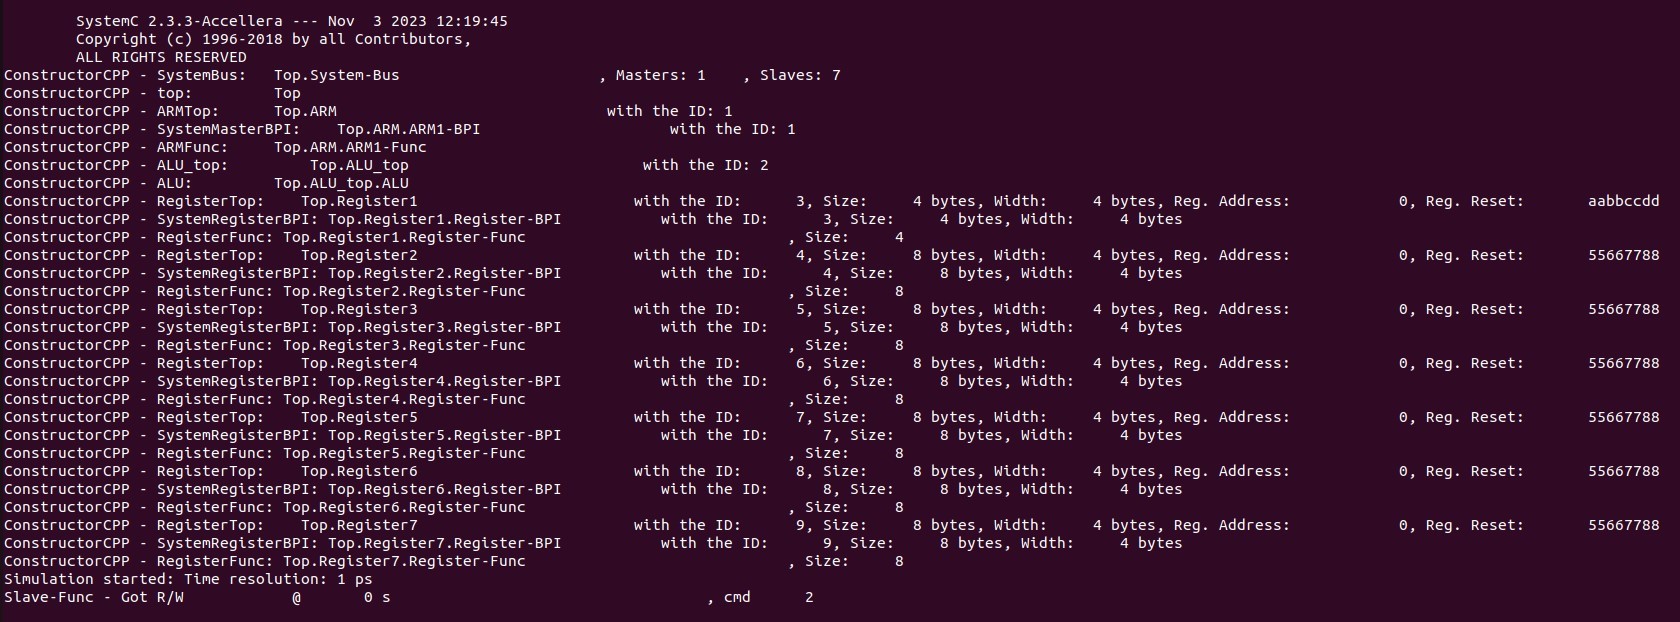 SystemC 2.3.3-Accellera --- Nov  3 2023 12:19:45
Copyright (c) 1996-2018 by all Contributors,
ALL RIGHTS RESERVED
ConstructorCPP - SystemBus:   Top.System-Bus                      , Masters: 1    , Slaves: 7
ConstructorCPP - top:         Top
ConstructorCPP - ARMTop:      Top.ARM                              with the ID: 1
ConstructorCPP - SystemMasterBPI:    Top.ARM.ARM1-BPI                     with the ID: 1
ConstructorCPP - ARMFunc:     Top.ARM.ARM1-Func
ConstructorCPP - ALU_top:         Top.ALU_top                          with the ID: 2
ConstructorCPP - ALU:         Top.ALU_top.ALU
ConstructorCPP - RegisterTop:    Top.Register1                        with the ID:      3, Size:     4 bytes, Width:     4 bytes, Reg. Address:            0, Reg. Reset:       aabbccdd
ConstructorCPP - SystemRegisterBPI: Top.Register1.Register-BPI           with the ID:      3, Size:     4 bytes, Width:     4 bytes
ConstructorCPP - RegisterFunc: Top.Register1.Register-Func                             , Size:     4
ConstructorCPP - RegisterTop:    Top.Register2                        with the ID:      4, Size:     8 bytes, Width:     4 bytes, Reg. Address:            0, Reg. Reset:       55667788
ConstructorCPP - SystemRegisterBPI: Top.Register2.Register-BPI           with the ID:      4, Size:     8 bytes, Width:     4 bytes
ConstructorCPP - RegisterFunc: Top.Register2.Register-Func                             , Size:     8
ConstructorCPP - RegisterTop:    Top.Register3                        with the ID:      5, Size:     8 bytes, Width:     4 bytes, Reg. Address:            0, Reg. Reset:       55667788
ConstructorCPP - SystemRegisterBPI: Top.Register3.Register-BPI           with the ID:      5, Size:     8 bytes, Width:     4 bytes
ConstructorCPP - RegisterFunc: Top.Register3.Register-Func                             , Size:     8
ConstructorCPP - RegisterTop:    Top.Register4                        with the ID:      6, Size:     8 bytes, Width:     4 bytes, Reg. Address:            0, Reg. Reset:       55667788
ConstructorCPP - SystemRegisterBPI: Top.Register4.Register-BPI           with the ID:      6, Size:     8 bytes, Width:     4 bytes
ConstructorCPP - RegisterFunc: Top.Register4.Register-Func                             , Size:     8
ConstructorCPP - RegisterTop:    Top.Register5                        with the ID:      7, Size:     8 bytes, Width:     4 bytes, Reg. Address:            0, Reg. Reset:       55667788
ConstructorCPP - SystemRegisterBPI: Top.Register5.Register-BPI           with the ID:      7, Size:     8 bytes, Width:     4 bytes
ConstructorCPP - RegisterFunc: Top.Register5.Register-Func                             , Size:     8
ConstructorCPP - RegisterTop:    Top.Register6                        with the ID:      8, Size:     8 bytes, Width:     4 bytes, Reg. Address:            0, Reg. Reset:       55667788
ConstructorCPP - SystemRegisterBPI: Top.Register6.Register-BPI           with the ID:      8, Size:     8 bytes, Width:     4 bytes
ConstructorCPP - RegisterFunc: Top.Register6.Register-Func                             , Size:     8
ConstructorCPP - RegisterTop:    Top.Register7                        with the ID:      9, Size:     8 bytes, Width:     4 bytes, Reg. Address:            0, Reg. Reset:       55667788
ConstructorCPP - SystemRegisterBPI: Top.Register7.Register-BPI           with the ID:      9, Size:     8 bytes, Width:     4 bytes
ConstructorCPP - RegisterFunc: Top.Register7.Register-Func                             , Size:     8
Simulation started: Time resolution: 1 ps
Slave-Func - Got R/W            @       0 s                                   , cmd      2